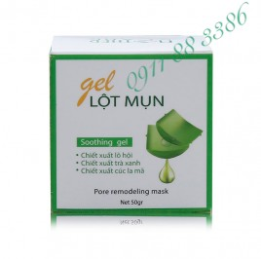 0911 88 3386
gel
LỘT MỤN
Soothing gel
• Chiết xuất lô hội
• Chiết xuất trà xanh
• Chiết xuất cúc la mã
Pore remodeling mask
Net 50gr